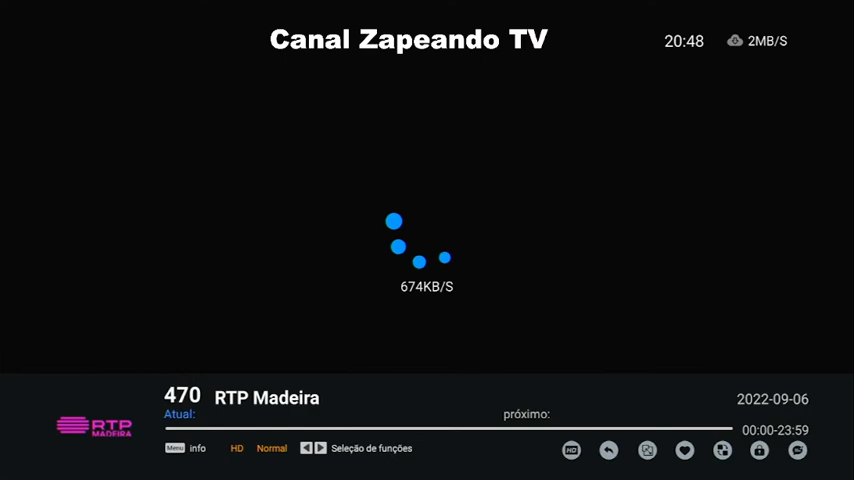 Canal Zapeando TV
20:48
2MB/S
674KB/S
470 RTP Madeira
2022-09-06
Atual:
próximo:
RTP
MADEIRA
00:00-23:59
Menu info HD Normal Seleção de funções
HD